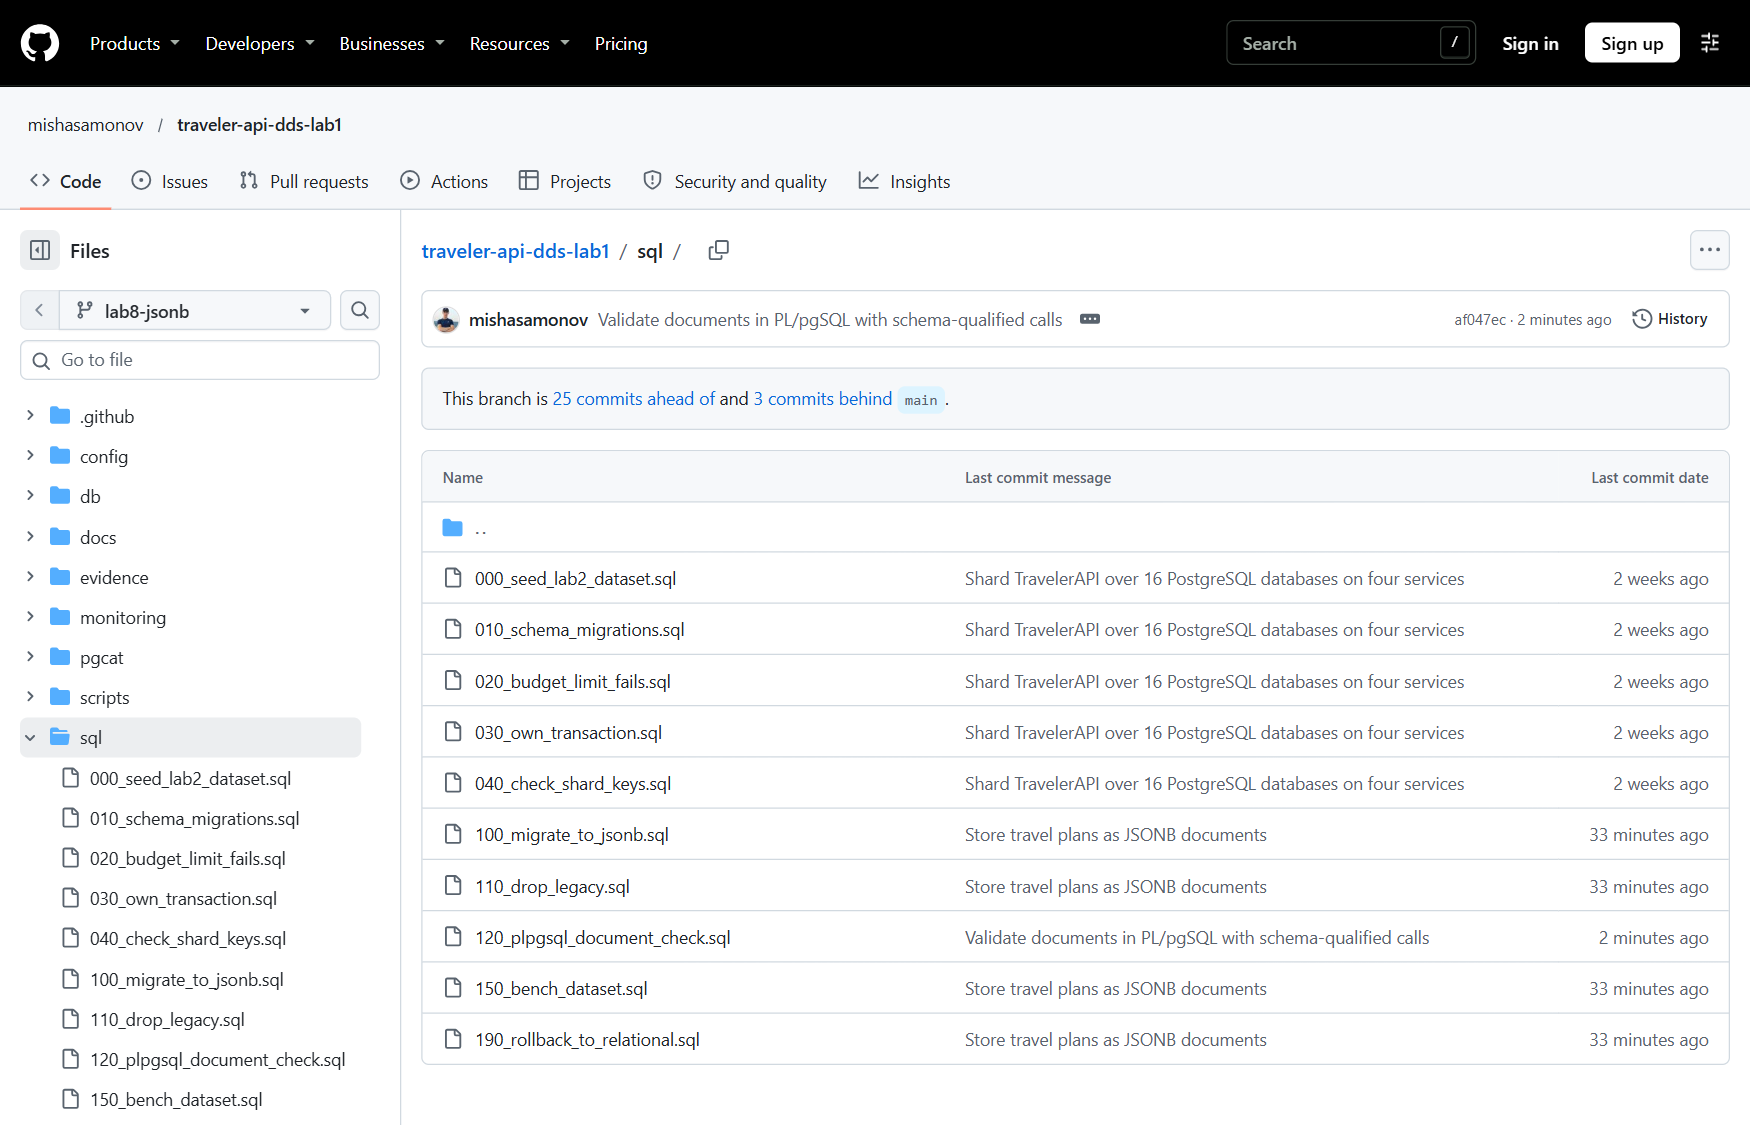 Products Developers Businesses Resources Pricing Search / Sign in Sign up
mishasamonov / traveler-api-dds-lab1
Code Issues Pull requests Actions Projects Security and quality Insights
Files
lab8-jsonb
Go to file
.github
config
db
docs
evidence
monitoring
pgcat
scripts
sql
000_seed_lab2_dataset.sql
010_schema_migrations.sql
020_budget_limit_fails.sql
030_own_transaction.sql
040_check_shard_keys.sql
100_migrate_to_jsonb.sql
110_drop_legacy.sql
120_plpgsql_document_check.sql
150_bench_dataset.sql
traveler-api-dds-lab1 / sql /
mishasamonov Validate documents in PL/pgSQL with schema-qualified calls af047ec · 2 minutes ago History
This branch is 25 commits ahead of and 3 commits behind main .
Name Last commit message Last commit date
..
000_seed_lab2_dataset.sql Shard TravelerAPI over 16 PostgreSQL databases on four services 2 weeks ago
010_schema_migrations.sql Shard TravelerAPI over 16 PostgreSQL databases on four services 2 weeks ago
020_budget_limit_fails.sql Shard TravelerAPI over 16 PostgreSQL databases on four services 2 weeks ago
030_own_transaction.sql Shard TravelerAPI over 16 PostgreSQL databases on four services 2 weeks ago
040_check_shard_keys.sql Shard TravelerAPI over 16 PostgreSQL databases on four services 2 weeks ago
100_migrate_to_jsonb.sql Store travel plans as JSONB documents 33 minutes ago
110_drop_legacy.sql Store travel plans as JSONB documents 33 minutes ago
120_plpgsql_document_check.sql Validate documents in PL/pgSQL with schema-qualified calls 2 minutes ago
150_bench_dataset.sql Store travel plans as JSONB documents 33 minutes ago
190_rollback_to_relational.sql Store travel plans as JSONB documents 33 minutes ago